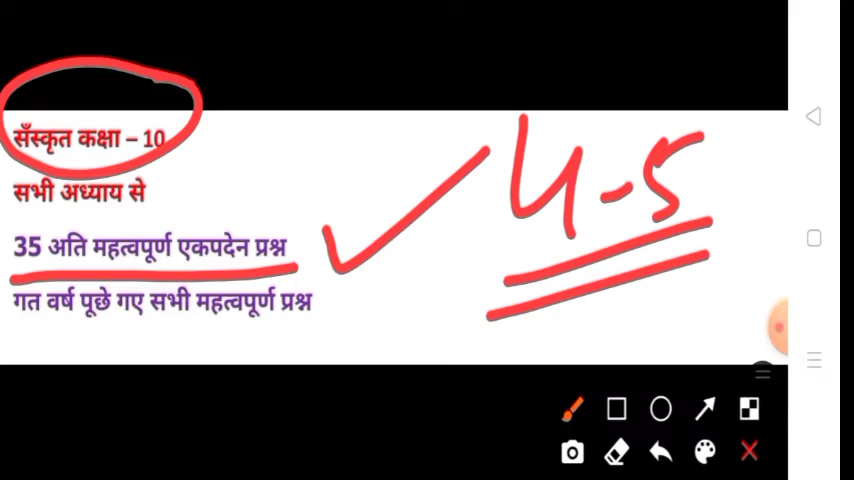 सँस्कृत कक्षा – 10
सभी अध्याय से
35 अति महत्वपूर्ण एकपदेन प्रश्न
गत वर्ष पूछे गए सभी महत्वपूर्ण प्रश्न
4-5